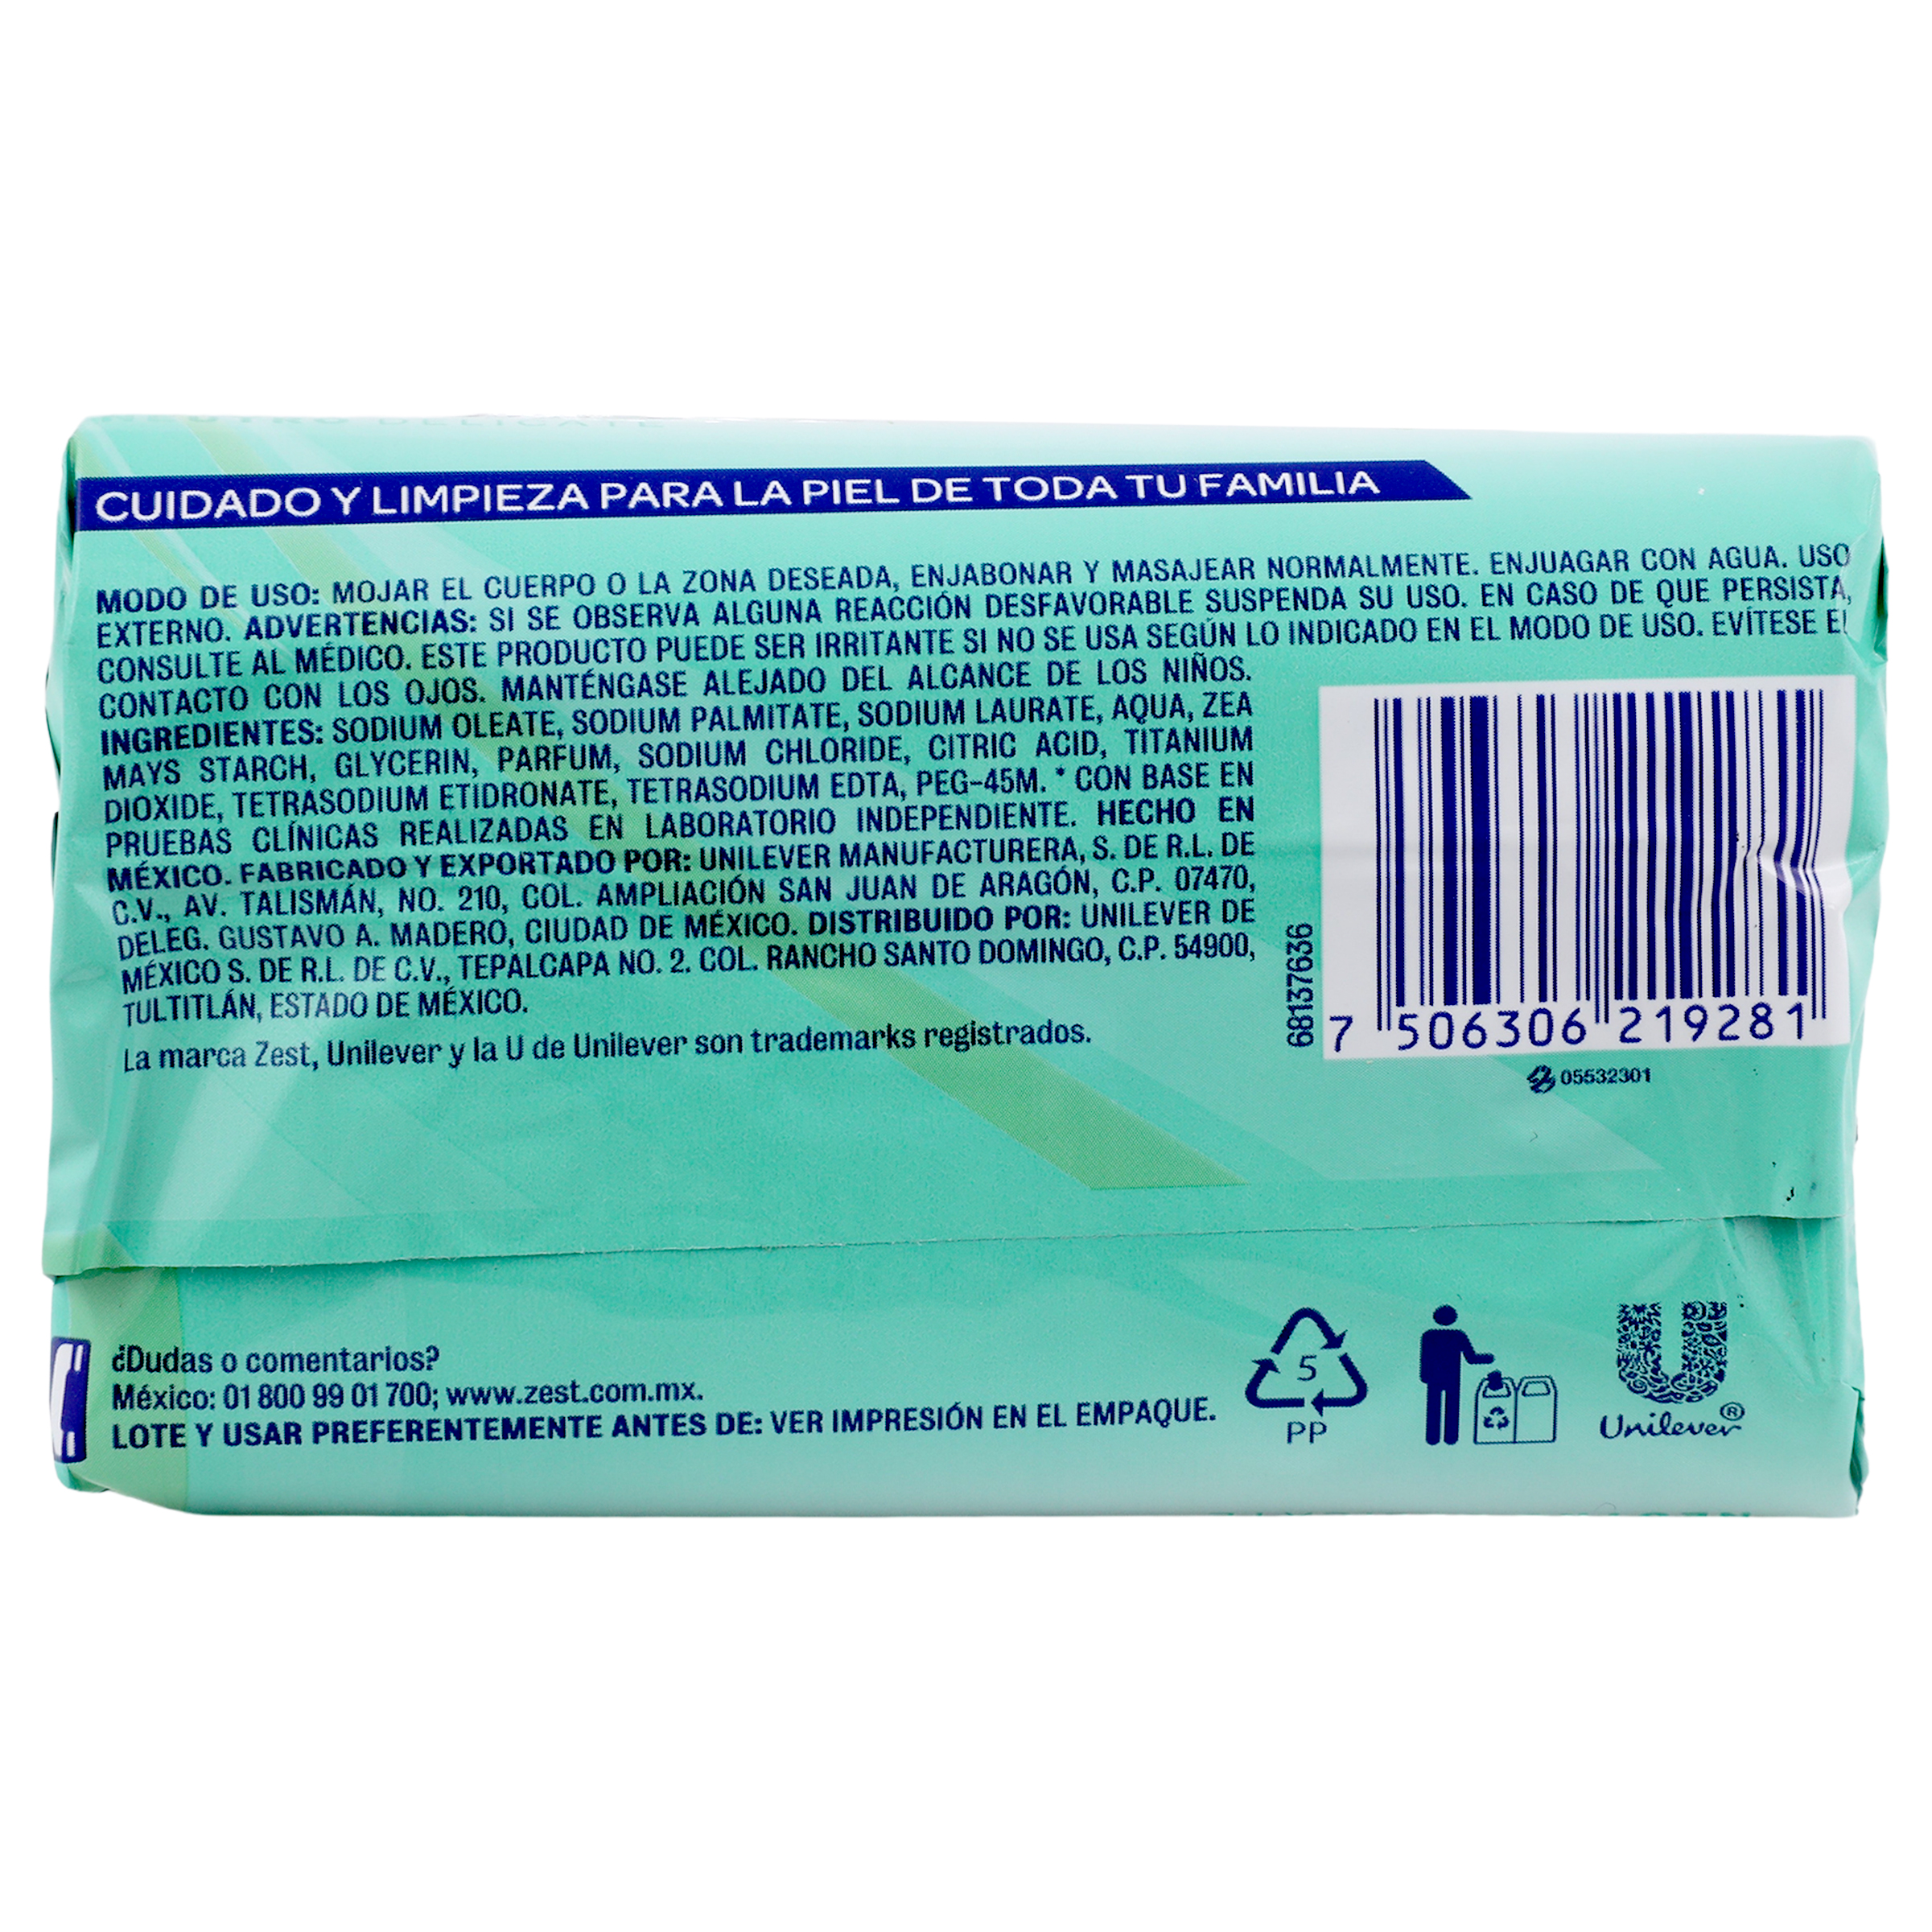 NEUTRO DELICATE
CUIDADO Y LIMPIEZA PARA LA PIEL DE TODA TU FAMILIA
MODO DE USO: MOJAR EL CUERPO O LA ZONA DESEADA, ENJABONAR Y MASAJEAR NORMALMENTE. ENJUAGAR CON AGUA. USO
EXTERNO. ADVERTENCIAS: SI SE OBSERVA ALGUNA REACCIÓN DESFAVORABLE SUSPENDA SU USO. EN CASO DE QUE PERSISTA,
CONSULTE AL MÉDICO. ESTE PRODUCTO PUEDE SER IRRITANTE SI NO SE USA SEGÚN LO INDICADO EN EL MODO DE USO. EVÍTESE EL
CONTACTO CON LOS OJOS. MANTÉNGASE ALEJADO DEL ALCANCE DE LOS NIÑOS.
INGREDIENTES: SODIUM OLEATE, SODIUM PALMITATE, SODIUM LAURATE, AQUA, ZEA
MAYS STARCH, GLYCERIN, PARFUM, SODIUM CHLORIDE, CITRIC ACID, TITANIUM
DIOXIDE, TETRASODIUM ETIDRONATE, TETRASODIUM EDTA, PEG-45M. * CON BASE EN
PRUEBAS CLÍNICAS REALIZADAS EN LABORATORIO INDEPENDIENTE. HECHO EN
MÉXICO. FABRICADO Y EXPORTADO POR: UNILEVER MANUFACTURERA, S. DE R.L. DE
C.V., AV. TALISMÁN, NO. 210, COL. AMPLIACIÓN SAN JUAN DE ARAGÓN, C.P. 07470,
DELEG. GUSTAVO A. MADERO, CIUDAD DE MÉXICO. DISTRIBUIDO POR: UNILEVER DE
MÉXICO S. DE R.L. DE C.V., TEPALCAPA NO. 2. COL. RANCHO SANTO DOMINGO, C.P. 54900,
TULTITLÁN, ESTADO DE MÉXICO.
La marca Zest, Unilever y la U de Unilever son trademarks registrados.
68137636
7 506306 219281
05532301
¿Dudas o comentarios?
México: 01 800 99 01 700; www.zest.com.mx.
LOTE Y USAR PREFERENTEMENTE ANTES DE: VER IMPRESIÓN EN EL EMPAQUE.
5
PP
Unilever®